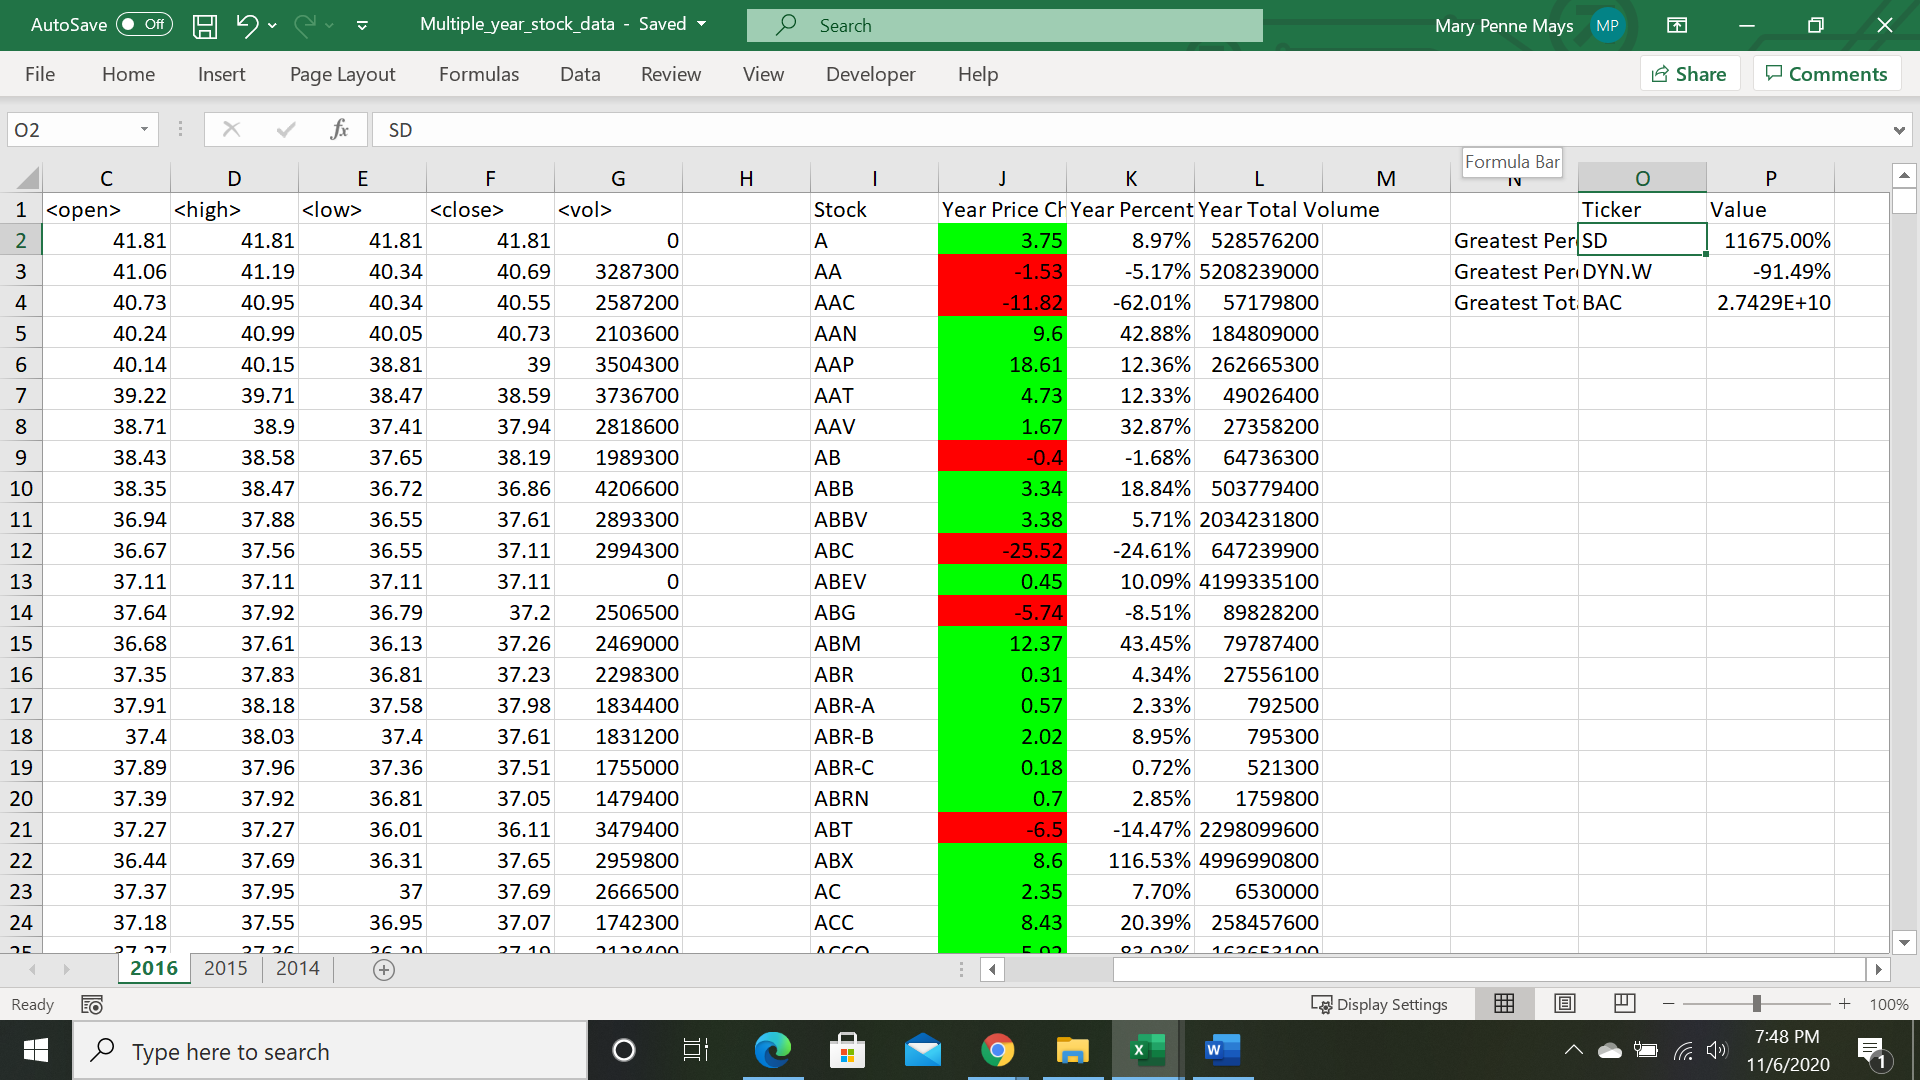 AutoSave Off Multiple_year_stock_data - Saved Search Mary Penne Mays MP
File Home Insert Page Layout Formulas Data Review View Developer Help Share Comments
O2 fx SD
Formula Bar
C D E F G H I J K L M N O P
1 <open> <high> <low> <close> <vol> Stock Year Price Ch Year Percent Year Total Volume Ticker Value
2 41.81 41.81 41.81 41.81 0 A 3.75 8.97% 528576200 Greatest Per SD 11675.00%
3 41.06 41.19 40.34 40.69 3287300 AA -1.53 -5.17% 5208239000 Greatest Per DYN.W -91.49%
4 40.73 40.95 40.34 40.55 2587200 AAC -11.82 -62.01% 57179800 Greatest Tot BAC 2.7429E+10
5 40.24 40.99 40.05 40.73 2103600 AAN 9.6 42.88% 184809000
6 40.14 40.15 38.81 39 3504300 AAP 18.61 12.36% 262665300
7 39.22 39.71 38.47 38.59 3736700 AAT 4.73 12.33% 49026400
8 38.71 38.9 37.41 37.94 2818600 AAV 1.67 32.87% 27358200
9 38.43 38.58 37.65 38.19 1989300 AB -0.4 -1.68% 64736300
10 38.35 38.47 36.72 36.86 4206600 ABB 3.34 18.84% 503779400
11 36.94 37.88 36.55 37.61 2893300 ABBV 3.38 5.71% 2034231800
12 36.67 37.56 36.55 37.11 2994300 ABC -25.52 -24.61% 647239900
13 37.11 37.11 37.11 37.11 0 ABEV 0.45 10.09% 4199335100
14 37.64 37.92 36.79 37.2 2506500 ABG -5.74 -8.51% 89828200
15 36.68 37.61 36.13 37.26 2469000 ABM 12.37 43.45% 79787400
16 37.35 37.83 36.81 37.23 2298300 ABR 0.31 4.34% 27556100
17 37.91 38.18 37.58 37.98 1834400 ABR-A 0.57 2.33% 792500
18 37.4 38.03 37.4 37.61 1831200 ABR-B 2.02 8.95% 795300
19 37.89 37.96 37.36 37.51 1755000 ABR-C 0.18 0.72% 521300
20 37.39 37.92 36.81 37.05 1479400 ABRN 0.7 2.85% 1759800
21 37.27 37.27 36.01 36.11 3479400 ABT -6.5 -14.47% 2298099600
22 36.44 37.69 36.31 37.65 2959800 ABX 8.6 116.53% 4996990800
23 37.37 37.95 37 37.69 2666500 AC 2.35 7.70% 6530000
24 37.18 37.55 36.95 37.07 1742300 ACC 8.43 20.39% 258457600
2016 2015 2014
Ready Display Settings 100%
Type here to search 7:48 PM
11/6/2020 1